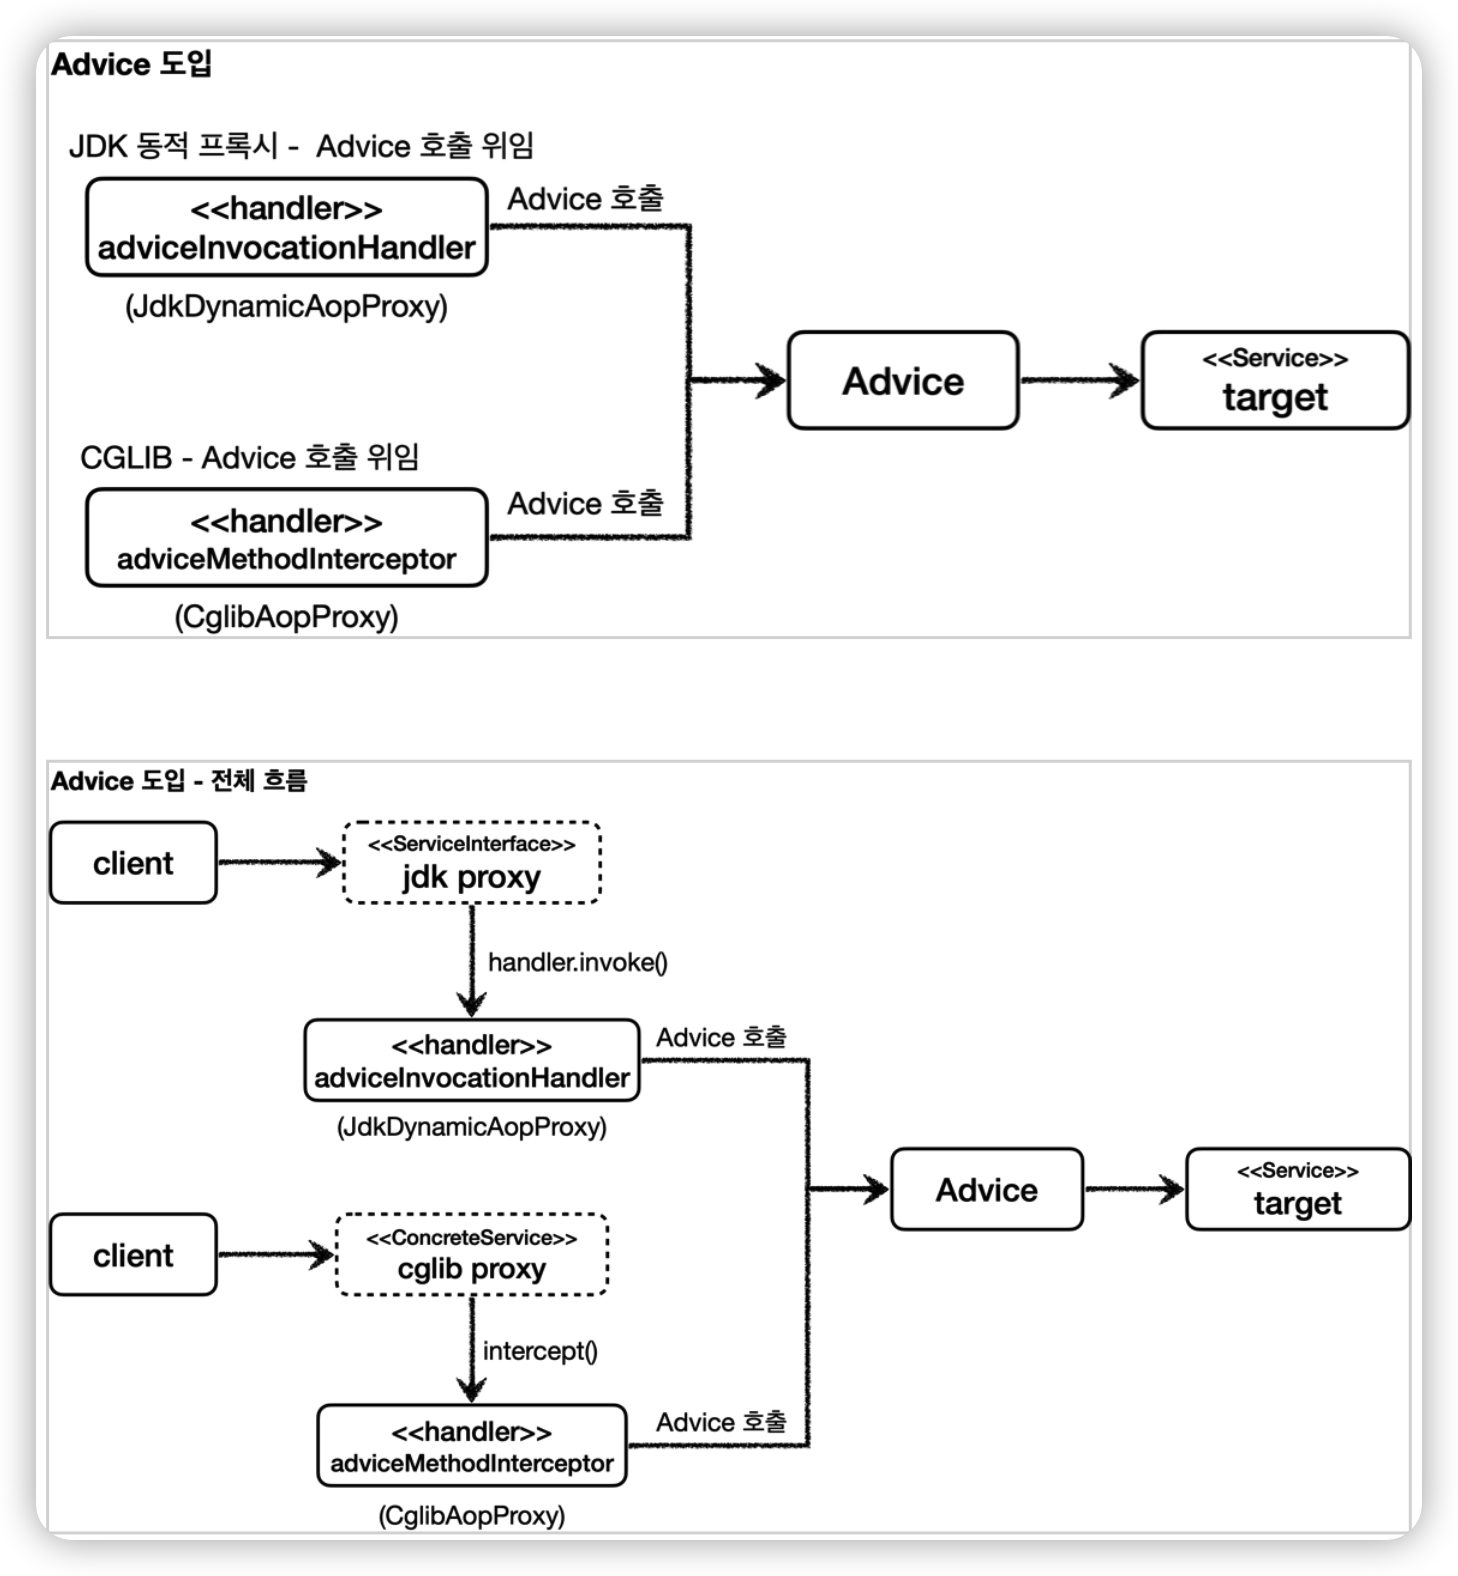 Advice 도입
JDK 동적 프록시 - Advice 호출 위임
<<handler>>
adviceInvocationHandler
(JdkDynamicAopProxy)
Advice 호출
CGLIB - Advice 호출 위임
<<handler>>
adviceMethodInterceptor
(CglibAopProxy)
Advice 호출
Advice
<<Service>>
target
Advice 도입 - 전체 흐름
client
<<ServiceInterface>>
jdk proxy
handler.invoke()
<<handler>>
adviceInvocationHandler
(JdkDynamicAopProxy)
Advice 호출
client
<<ConcreteService>>
cglib proxy
intercept()
<<handler>>
adviceMethodInterceptor
(CglibAopProxy)
Advice 호출
Advice
<<Service>>
target